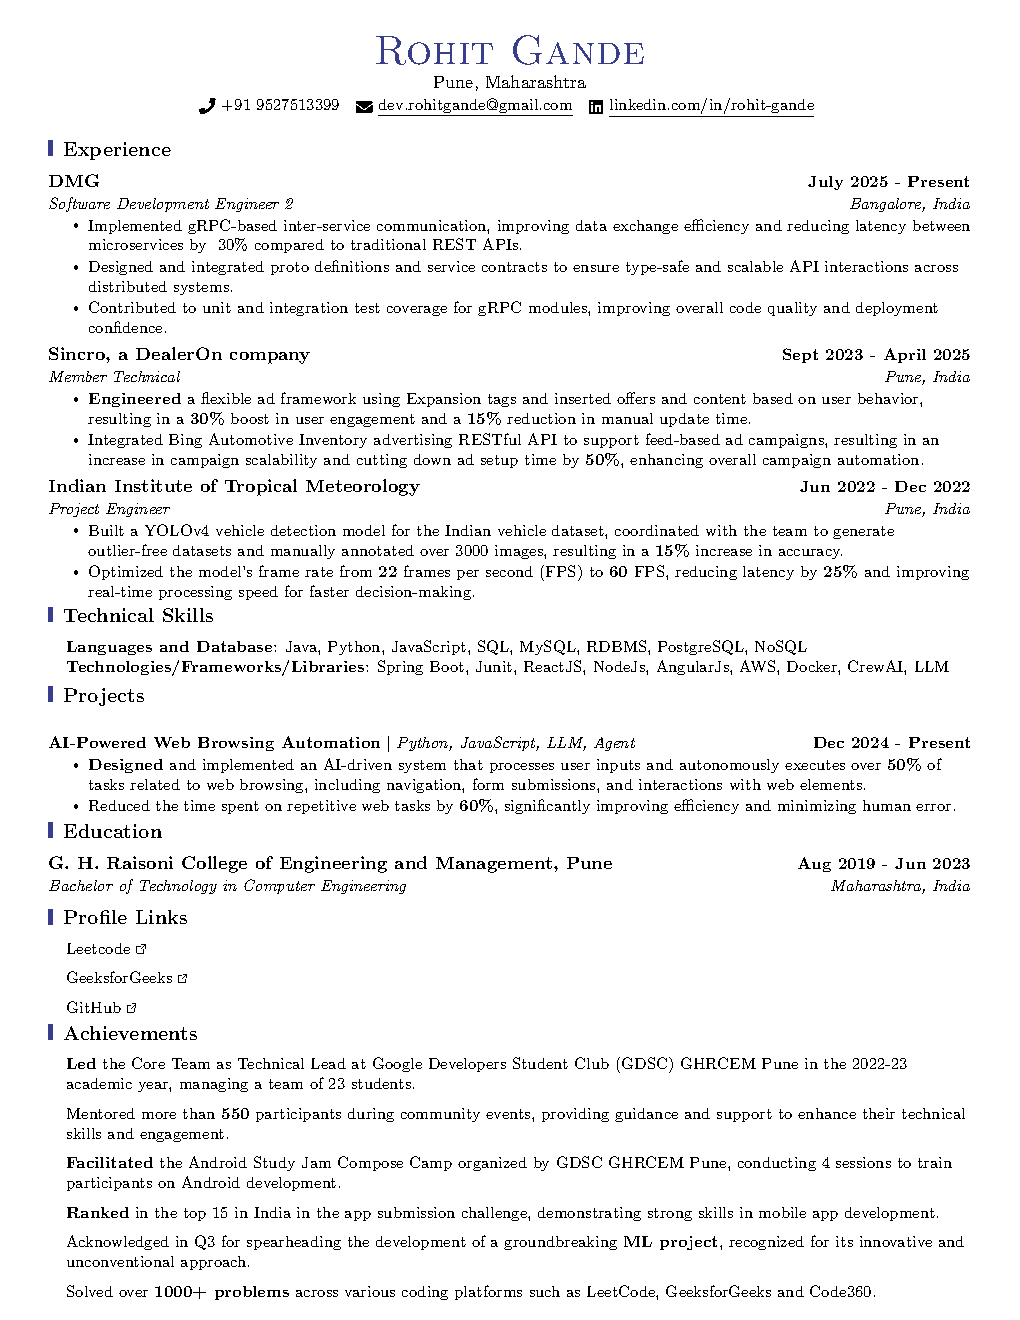 Rohit Gande
Pune, Maharashtra
+91 9527513399 dev.rohitgande@gmail.com linkedin.com/in/rohit-gande
Experience
DMG July 2025 - Present
Software Development Engineer 2 Bangalore, India
• Implemented gRPC-based inter-service communication, improving data exchange efficiency and reducing latency between
microservices by 30% compared to traditional REST APIs.
• Designed and integrated proto definitions and service contracts to ensure type-safe and scalable API interactions across
distributed systems.
• Contributed to unit and integration test coverage for gRPC modules, improving overall code quality and deployment
confidence.
Sincro, a DealerOn company Sept 2023 - April 2025
Member Technical Pune, India
• Engineered a flexible ad framework using Expansion tags and inserted offers and content based on user behavior,
resulting in a 30% boost in user engagement and a 15% reduction in manual update time.
• Integrated Bing Automotive Inventory advertising RESTful API to support feed-based ad campaigns, resulting in an
increase in campaign scalability and cutting down ad setup time by 50%, enhancing overall campaign automation.
Indian Institute of Tropical Meteorology Jun 2022 - Dec 2022
Project Engineer Pune, India
• Built a YOLOv4 vehicle detection model for the Indian vehicle dataset, coordinated with the team to generate
outlier-free datasets and manually annotated over 3000 images, resulting in a 15% increase in accuracy.
• Optimized the model's frame rate from 22 frames per second (FPS) to 60 FPS, reducing latency by 25% and improving
real-time processing speed for faster decision-making.
Technical Skills
Languages and Database: Java, Python, JavaScript, SQL, MySQL, RDBMS, PostgreSQL, NoSQL
Technologies/Frameworks/Libraries: Spring Boot, Junit, ReactJS, NodeJs, AngularJs, AWS, Docker, CrewAI, LLM
Projects
AI-Powered Web Browsing Automation | Python, JavaScript, LLM, Agent Dec 2024 - Present
• Designed and implemented an AI-driven system that processes user inputs and autonomously executes over 50% of
tasks related to web browsing, including navigation, form submissions, and interactions with web elements.
• Reduced the time spent on repetitive web tasks by 60%, significantly improving efficiency and minimizing human error.
Education
G. H. Raisoni College of Engineering and Management, Pune Aug 2019 - Jun 2023
Bachelor of Technology in Computer Engineering Maharashtra, India
Profile Links
Leetcode
GeeksforGeeks
GitHub
Achievements
Led the Core Team as Technical Lead at Google Developers Student Club (GDSC) GHRCEM Pune in the 2022-23
academic year, managing a team of 23 students.
Mentored more than 550 participants during community events, providing guidance and support to enhance their technical
skills and engagement.
Facilitated the Android Study Jam Compose Camp organized by GDSC GHRCEM Pune, conducting 4 sessions to train
participants on Android development.
Ranked in the top 15 in India in the app submission challenge, demonstrating strong skills in mobile app development.
Acknowledged in Q3 for spearheading the development of a groundbreaking ML project, recognized for its innovative and
unconventional approach.
Solved over 1000+ problems across various coding platforms such as LeetCode, GeeksforGeeks and Code360.